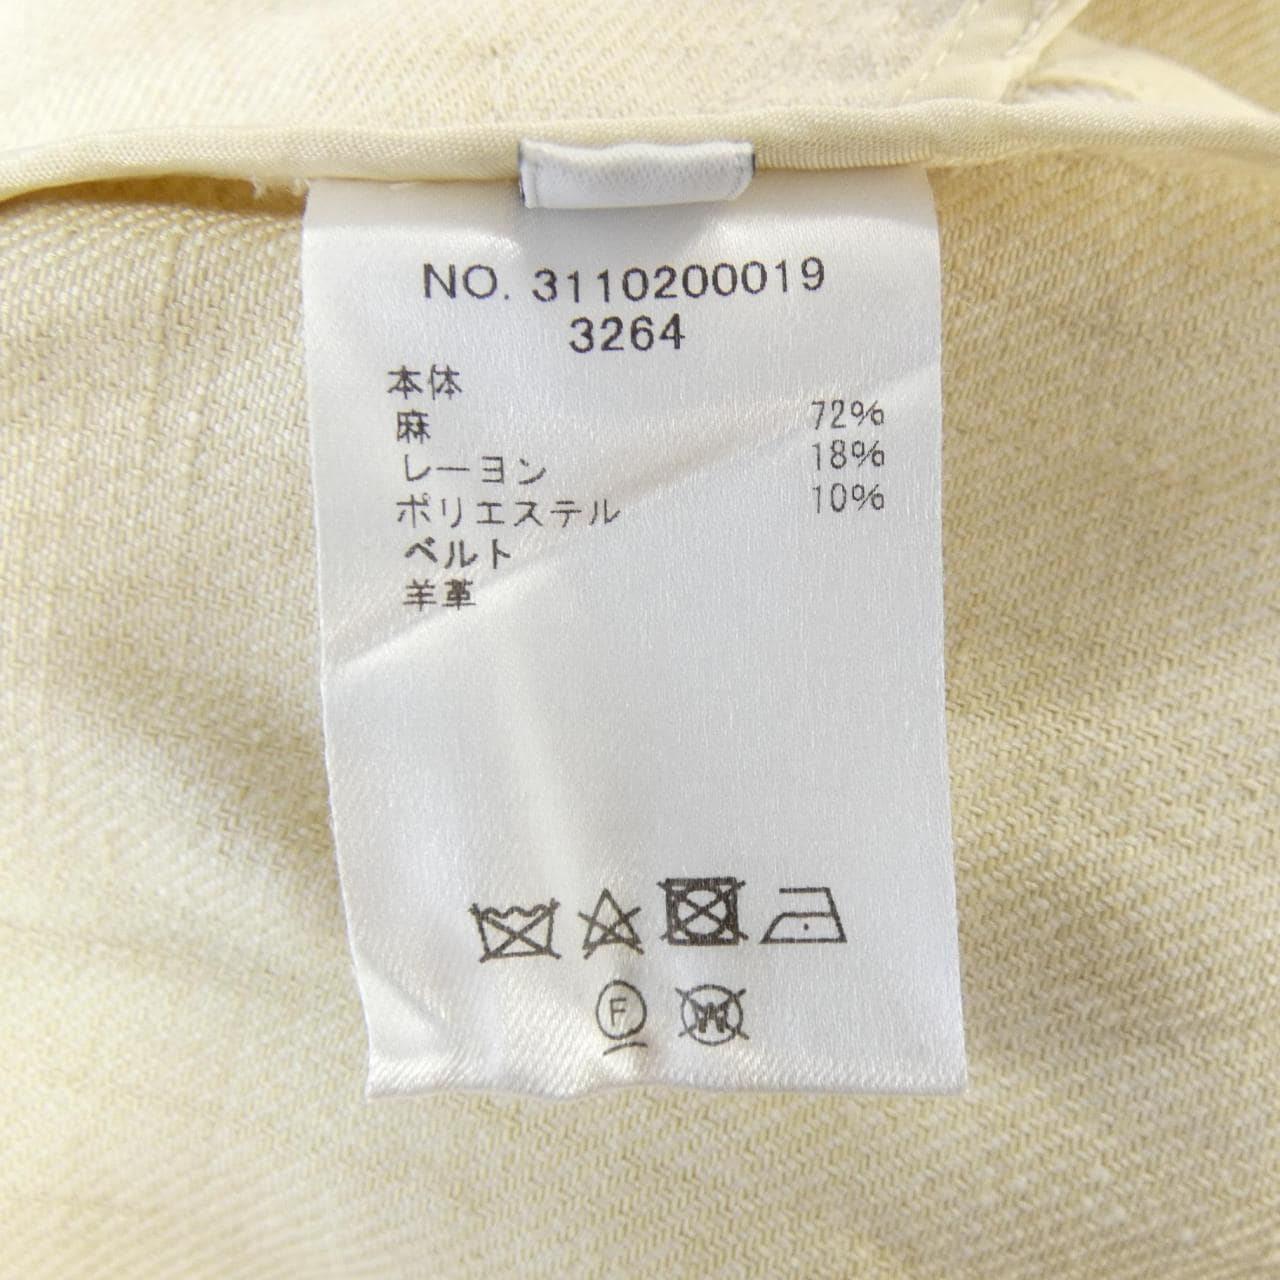 NO. 3110200019
3264
本体
麻 72%
レーヨン 18%
ポリエステル 10%
ベルト
羊革
F
W